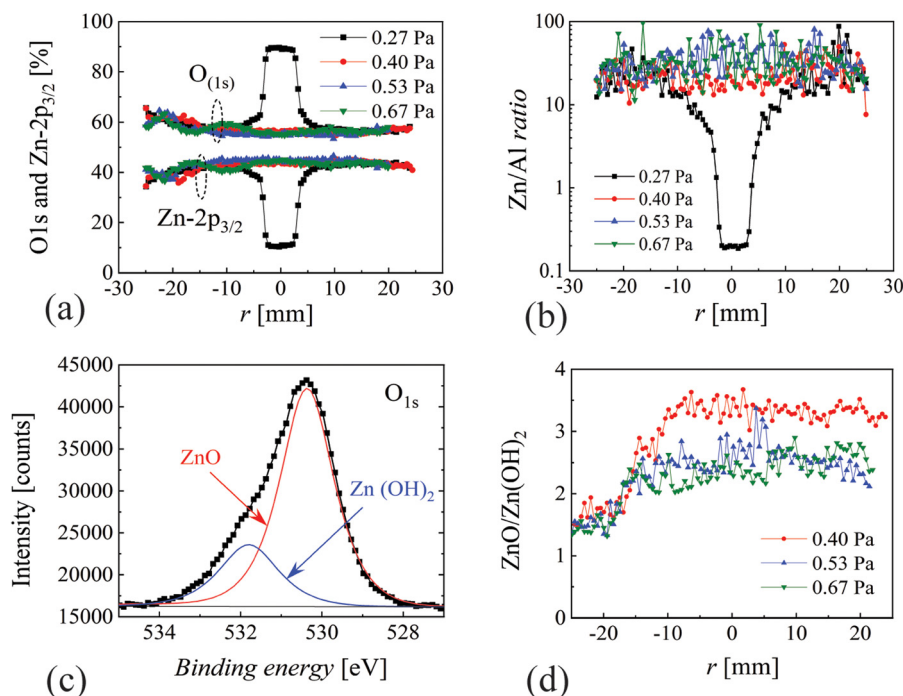 O1s and Zn-2p3/2 [%]
100
80
60
40
20
0
O(1s)
Zn-2p3/2
0.27 Pa
0.40 Pa
0.53 Pa
0.67 Pa
-30 -20 -10 0 10 20 30
r [mm]
(a)
Zn/Al ratio
100
10
1
0.1
0.27 Pa
0.40 Pa
0.53 Pa
0.67 Pa
-30 -20 -10 0 10 20 30
r [mm]
(b)
Intensity [counts]
45000
40000
35000
30000
25000
20000
15000
O1s
ZnO
Zn (OH)2
534 532 530 528
Binding energy [eV]
(c)
ZnO/Zn(OH)2
4
3
2
1
0
0.40 Pa
0.53 Pa
0.67 Pa
-20 -10 0 10 20
r [mm]
(d)